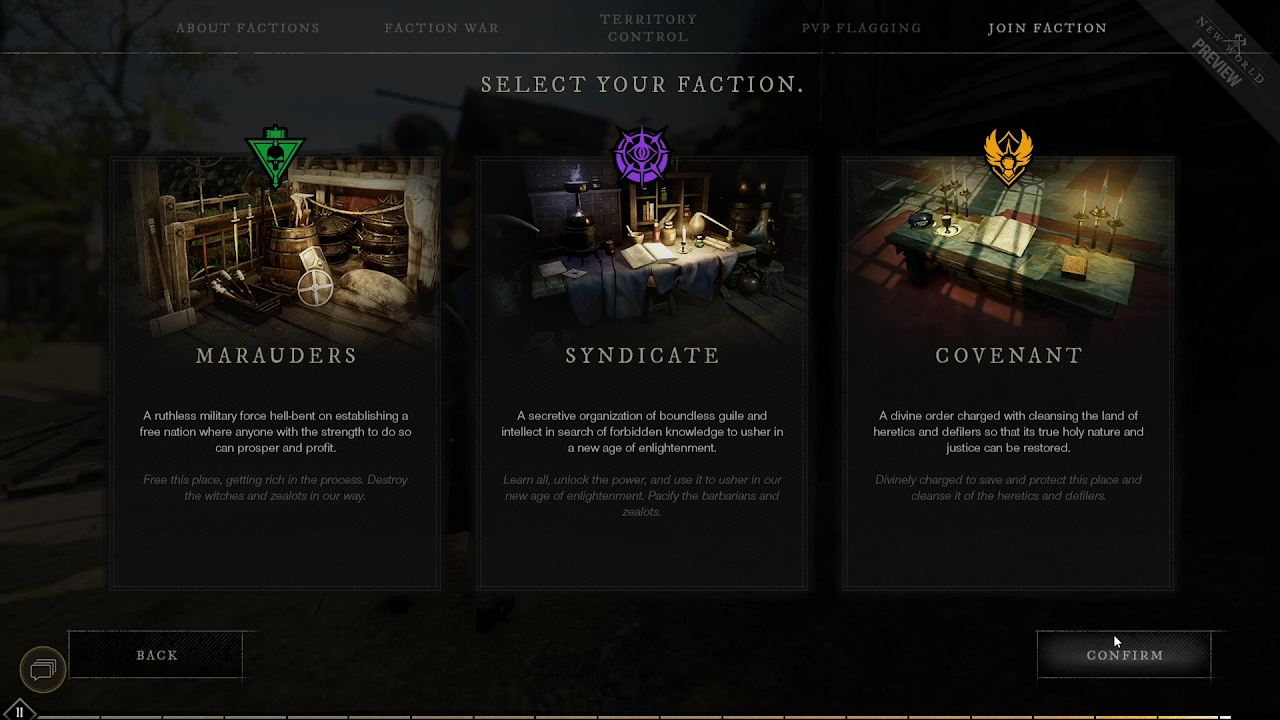 ABOUT FACTIONS
FACTION WAR
TERRITORY
CONTROL
PVP FLAGGING
JOIN FACTION
NEW WORLD
PREVIEW
SELECT YOUR FACTION.
MARAUDERS
A ruthless military force hell-bent on establishing a
free nation where anyone with the strength to do so
can prosper and profit.
Free this place, getting rich in the process. Destroy
the witches and zealots in our way.
SYNDICATE
A secretive organization of boundless guile and
intellect in search of forbidden knowledge to usher in
a new age of enlightenment.
Learn all, unlock the power, and use it to usher in our
new age of enlightenment. Pacify the barbarians and
zealots.
COVENANT
A divine order charged with cleansing the land of
heretics and defilers so that its true holy nature and
justice can be restored.
Divinely charged to save and protect this place and
cleanse it of the heretics and defilers.
BACK
CONFIRM
11